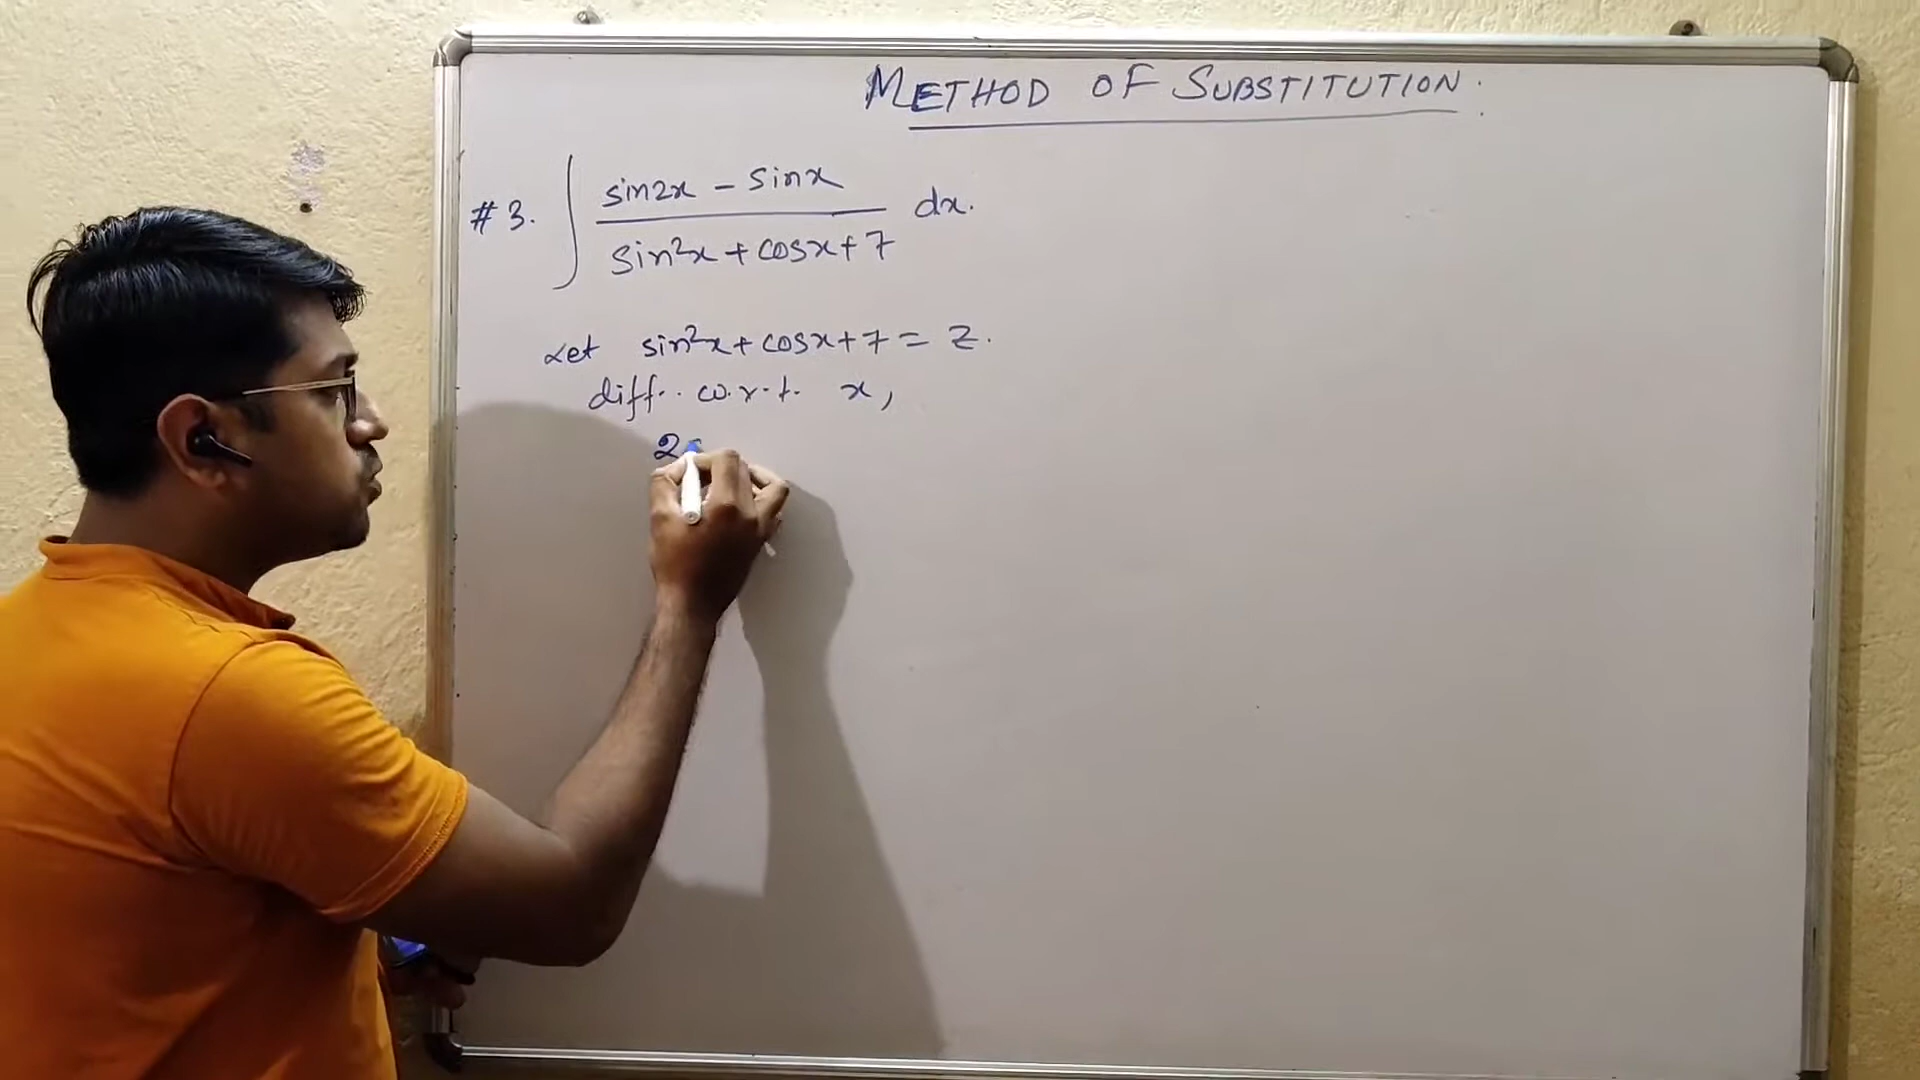 METHOD OF SUBSTITUTION:
#3. ∫ (sin2x - sinx) / (sin²x + cosx + 7) dx.
Let sin²x + cosx + 7 = z.
diff.. w.r.t. x,
2